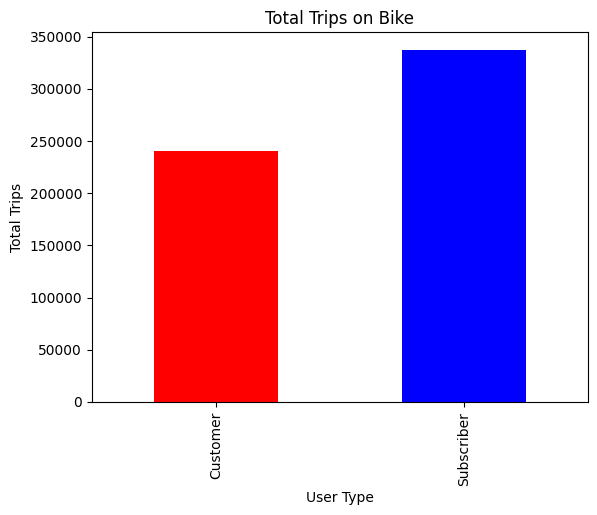 Total Trips on Bike
350000
300000
250000
200000
150000
100000
50000
0
Total Trips
Customer
Subscriber
User Type